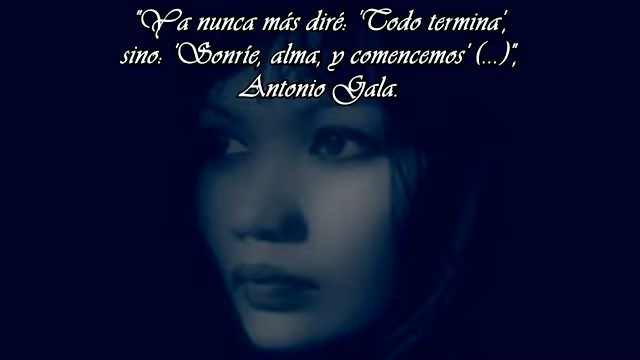 "Ya nunca más diré: 'Todo termina',
sino: 'Sonríe, alma, y comencemos' (...)",
Antonio Gala.